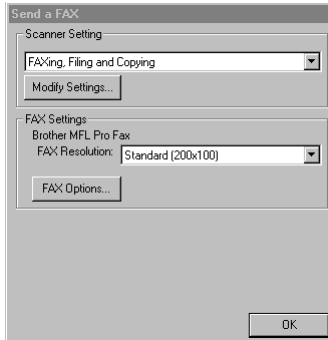 Send a FAX
Scanner Setting
FAXing, Filing and Copying
Modify Settings...
FAX Settings
Brother MFL Pro Fax
FAX Resolution: Standard (200x100)
FAX Options...
OK